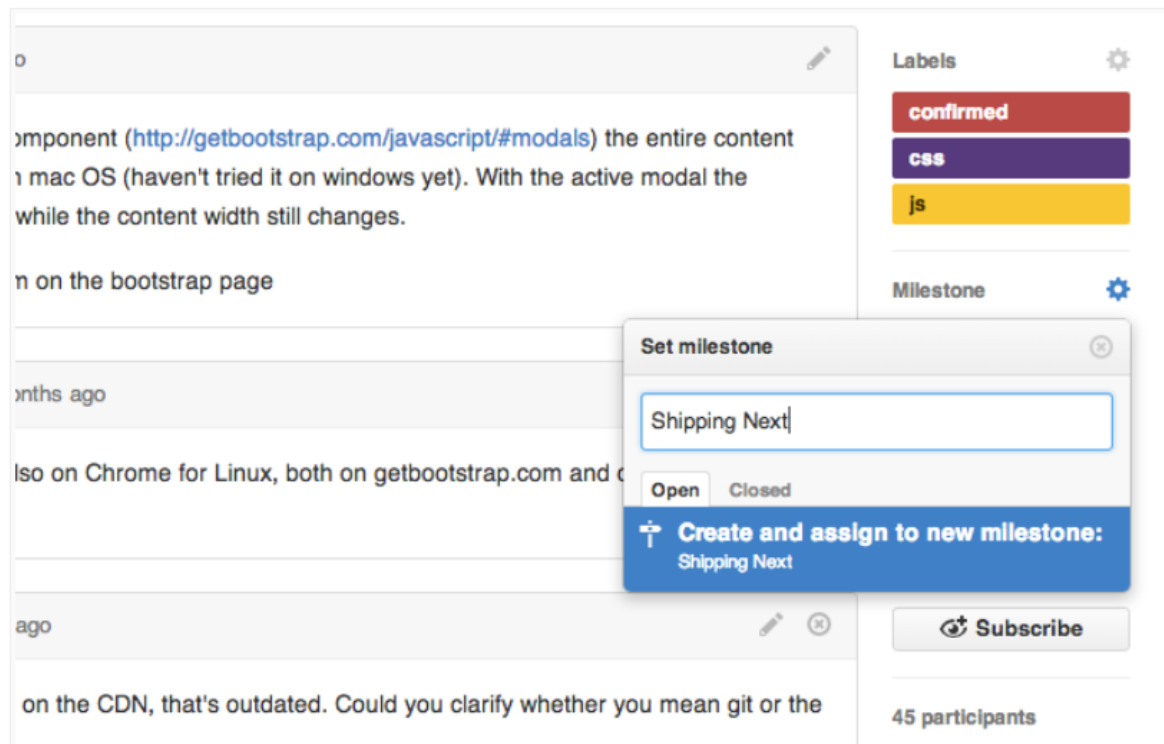 omponent (http://getbootstrap.com/javascript/#modals) the entire content
mac OS (haven't tried it on windows yet). With the active modal the
while the content width still changes.
m on the bootstrap page
onths ago
lso on Chrome for Linux, both on getbootstrap.com and
ago
on the CDN, that's outdated. Could you clarify whether you mean git or the
Labels
confirmed
css
js
Milestone
Set milestone
Shipping Next
Open Closed
Create and assign to new milestone:
Shipping Next
Subscribe
45 participants